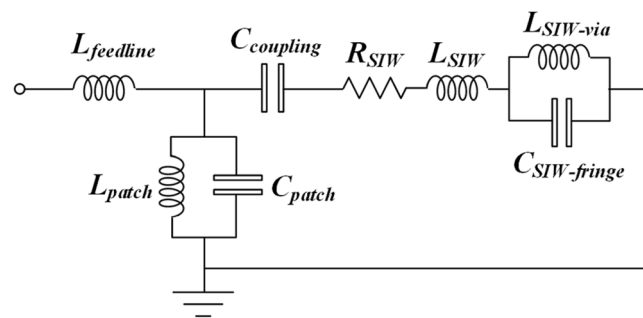 L_feedline
C_coupling
R_SIW
L_SIW
L_SIW-via
C_SIW-fringe
L_patch
C_patch